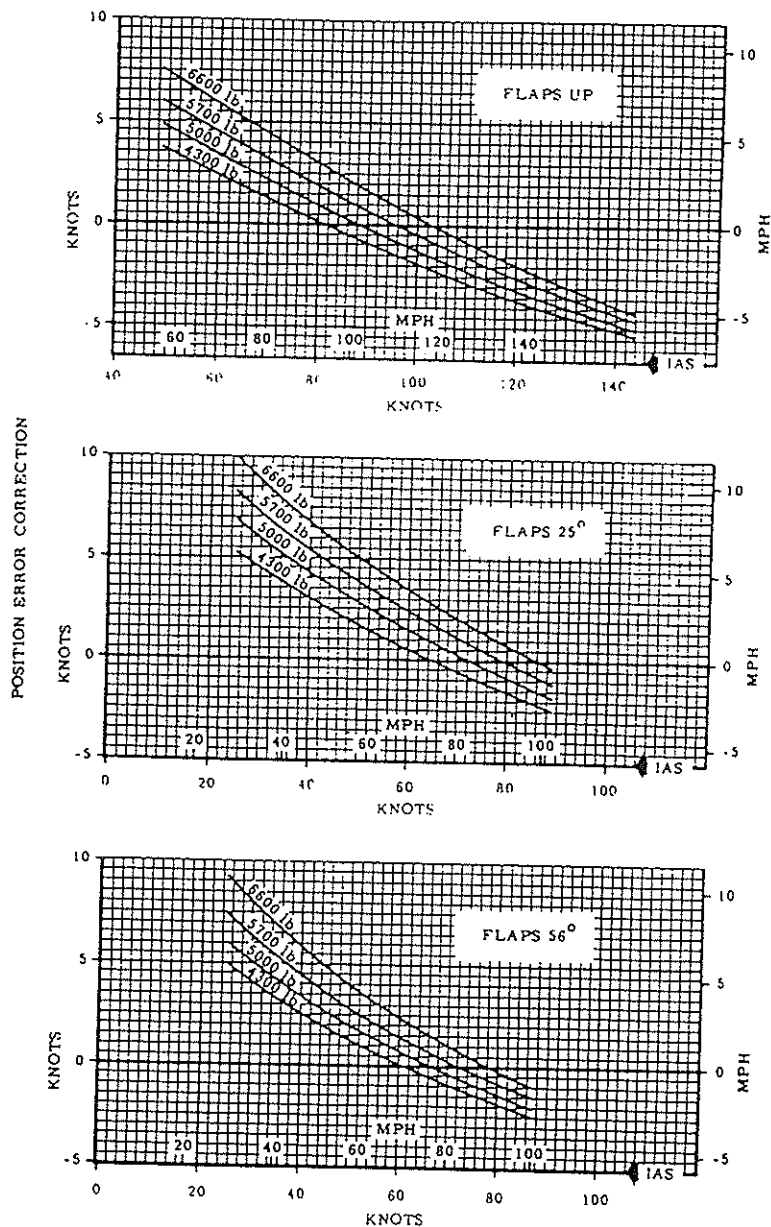 POSITION ERROR CORRECTION
10
5
0
-5
KNOTS
6600 lb.
5700 lb.
5000 lb.
4300 lb.
FLAPS UP
10
5
0
-5
MPH
MPH
60 80 100 120 140
IAS
40 60 80 100 120 140
KNOTS
10
5
0
-5
KNOTS
6600 lb.
5700 lb.
5000 lb.
4300 lb.
FLAPS 25°
10
5
0
-5
MPH
MPH
20 40 60 80 100
IAS
0 20 40 60 80 100
KNOTS
10
5
0
-5
KNOTS
6600 lb.
5700 lb.
5000 lb.
4300 lb.
FLAPS 56°
10
5
0
-5
MPH
MPH
20 40 60 80 100
IAS
0 20 40 60 80 100
KNOTS